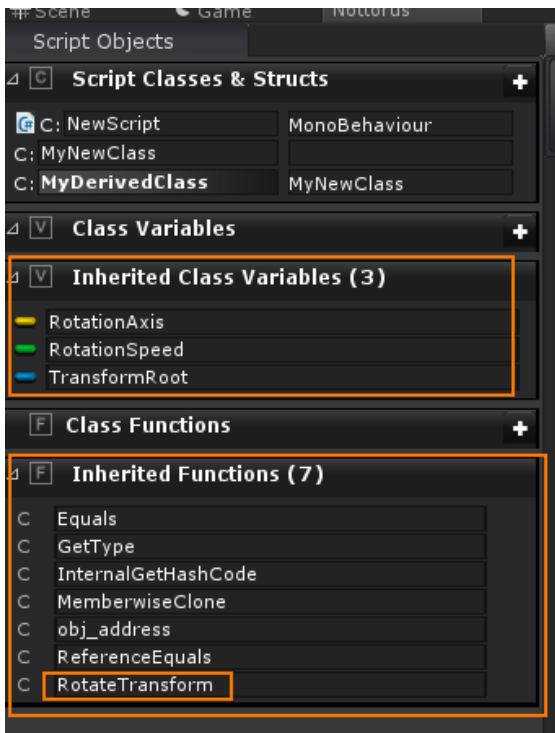 Scene Game Nottorus
Script Objects
C Script Classes & Structs
C: NewScript MonoBehaviour
C: MyNewClass
C: MyDerivedClass MyNewClass
V Class Variables
V Inherited Class Variables (3)
RotationAxis
RotationSpeed
TransformRoot
F Class Functions
F Inherited Functions (7)
C Equals
C GetType
C InternalGetHashCode
C MemberwiseClone
C obj_address
C ReferenceEquals
C RotateTransform